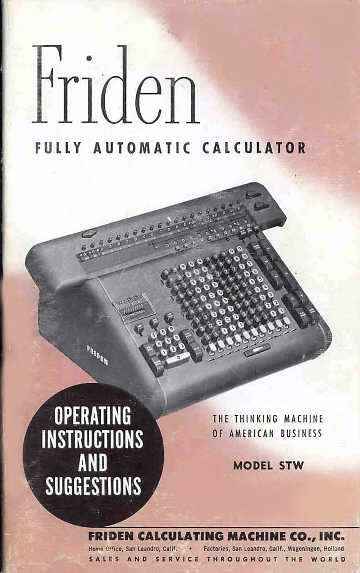 Friden
FULLY AUTOMATIC CALCULATOR
FRIDEN
OPERATING
INSTRUCTIONS
AND
SUGGESTIONS
THE THINKING MACHINE
OF AMERICAN BUSINESS
MODEL STW
FRIDEN CALCULATING MACHINE CO., INC.
Home Office, San Leandro, Calif. • Factories, San Leandro, Calif., Wageningen, Holland
SALES AND SERVICE THROUGHOUT THE WORLD